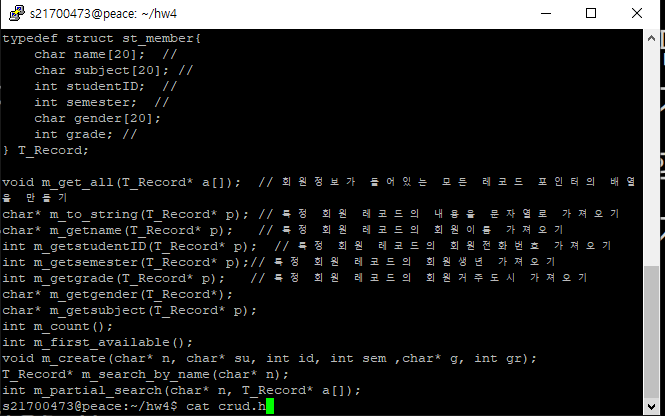 s21700473@peace: ~/hw4
typedef struct st_member{
    char name[20];  //
    char subject[20]; //
    int studentID;  //
    int semester;  //
    char gender[20];
    int grade; //
} T_Record;

void m_get_all(T_Record* a[]);  // 회원정보가 들어있는 모든 레코드 포인터의 배열
을 만들기
char* m_to_string(T_Record* p); // 특정 회원 레코드의 내용을 문자열로 가져오기
char* m_getname(T_Record* p);   // 특정 회원 레코드의 회원이름 가져오기
int m_getstudentID(T_Record* p);  // 특정 회원 레코드의 회원전화번호 가져오기
int m_getsemester(T_Record* p);// 특정 회원 레코드의 회원생년 가져오기
int m_getgrade(T_Record* p);   // 특정 회원 레코드의 회원거주도시 가져오기
char* m_getgender(T_Record*);
char* m_getsubject(T_Record* p);
int m_count();
int m_first_available();
void m_create(char* n, char* su, int id, int sem ,char* g, int gr);
T_Record* m_search_by_name(char* n);
int m_partial_search(char* n, T_Record* a[]);
s21700473@peace:~/hw4$ cat crud.h